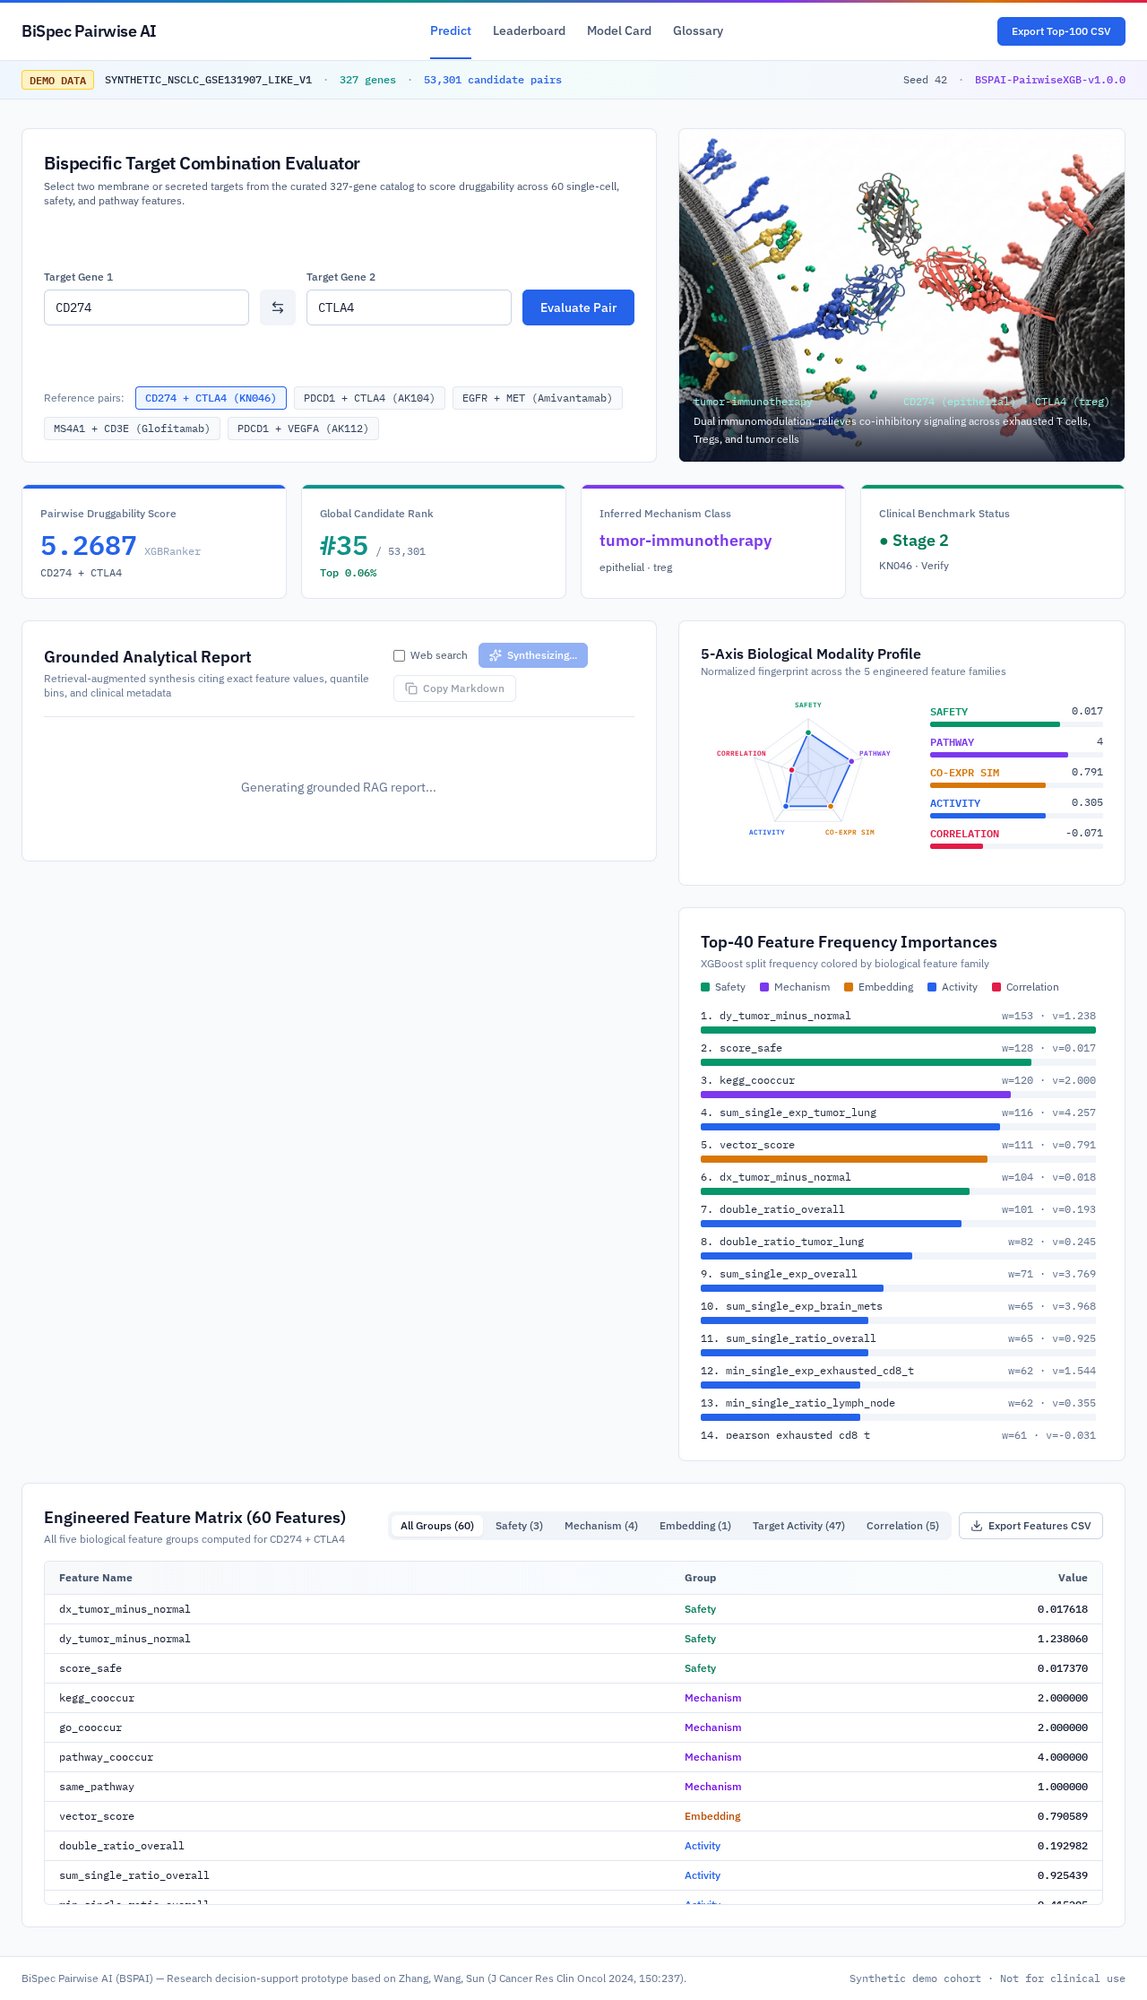 BiSpec Pairwise AI
Predict
Leaderboard
Model Card
Glossary
Export Top-100 CSV
DEMO DATA
SYNTHETIC_NSCLC_GSE131907_LIKE_V1 · 327 genes · 53,301 candidate pairs
Seed 42 · BSPAI-PairwiseXGB-v1.0.0
Bispecific Target Combination Evaluator
Select two membrane or secreted targets from the curated 327-gene catalog to score druggability across 60 single-cell,
safety, and pathway features.
Target Gene 1
Target Gene 2
CD274
CTLA4
Evaluate Pair
Reference pairs:
CD274 + CTLA4 (KN046)
PDCD1 + CTLA4 (AK104)
EGFR + MET (Amivantamab)
MS4A1 + CD3E (Glofitamab)
PDCD1 + VEGFA (AK112)
tumor-immunotherapy
CD274 (epithelial) · CTLA4 (treg)
Dual immunomodulation; relieves co-inhibitory signaling across exhausted T cells,
Tregs, and tumor cells
Pairwise Druggability Score
5.2687 XGBRanker
CD274 + CTLA4
Global Candidate Rank
#35 / 53,301
Top 0.06%
Inferred Mechanism Class
tumor-immunotherapy
epithelial · treg
Clinical Benchmark Status
● Stage 2
KN046 · Verify
Grounded Analytical Report
Retrieval-augmented synthesis citing exact feature values, quantile
bins, and clinical metadata
Web search
Synthesizing...
Copy Markdown
Generating grounded RAG report...
5-Axis Biological Modality Profile
Normalized fingerprint across the 5 engineered feature families
SAFETY
PATHWAY
CO-EXPR SIM
ACTIVITY
CORRELATION
SAFETY 0.017
PATHWAY 4
CO-EXPR SIM 0.791
ACTIVITY 0.305
CORRELATION -0.071
Top-40 Feature Frequency Importances
XGBoost split frequency colored by biological feature family
Safety
Mechanism
Embedding
Activity
Correlation
1. dy_tumor_minus_normal w=153 · v=1.238
2. score_safe w=128 · v=0.017
3. kegg_cooccur w=120 · v=2.000
4. sum_single_exp_tumor_lung w=116 · v=4.257
5. vector_score w=111 · v=0.791
6. dx_tumor_minus_normal w=104 · v=0.018
7. double_ratio_overall w=101 · v=0.193
8. double_ratio_tumor_lung w=82 · v=0.245
9. sum_single_exp_overall w=71 · v=3.769
10. sum_single_exp_brain_mets w=65 · v=3.968
11. sum_single_ratio_overall w=65 · v=0.925
12. min_single_exp_exhausted_cd8_t w=62 · v=1.544
13. min_single_ratio_lymph_node w=62 · v=0.355
14. pearson_exhausted_cd8_t w=61 · v=-0.031
Engineered Feature Matrix (60 Features)
All five biological feature groups computed for CD274 + CTLA4
All Groups (60)
Safety (3)
Mechanism (4)
Embedding (1)
Target Activity (47)
Correlation (5)
Export Features CSV
Feature Name Group Value
dx_tumor_minus_normal Safety 0.017618
dy_tumor_minus_normal Safety 1.238060
score_safe Safety 0.017370
kegg_cooccur Mechanism 2.000000
go_cooccur Mechanism 2.000000
pathway_cooccur Mechanism 4.000000
same_pathway Mechanism 1.000000
vector_score Embedding 0.790589
double_ratio_overall Activity 0.192982
sum_single_ratio_overall Activity 0.925439
BiSpec Pairwise AI (BSPAI) — Research decision-support prototype based on Zhang, Wang, Sun (J Cancer Res Clin Oncol 2024, 150:237).
Synthetic demo cohort · Not for clinical use